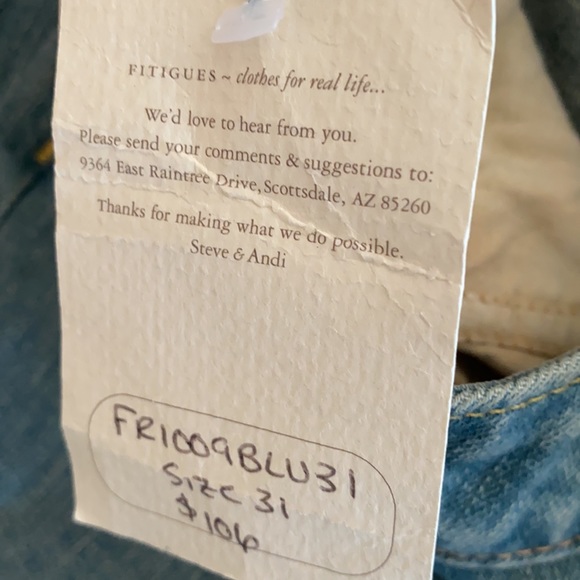 FITIGUES ~ clothes for real life...
We'd love to hear from you.
Please send your comments & suggestions to:
9364 East Raintree Drive, Scottsdale, AZ 85260
Thanks for making what we do possible.
Steve & Andi
FR1009BLU31
SIZE 31
$106